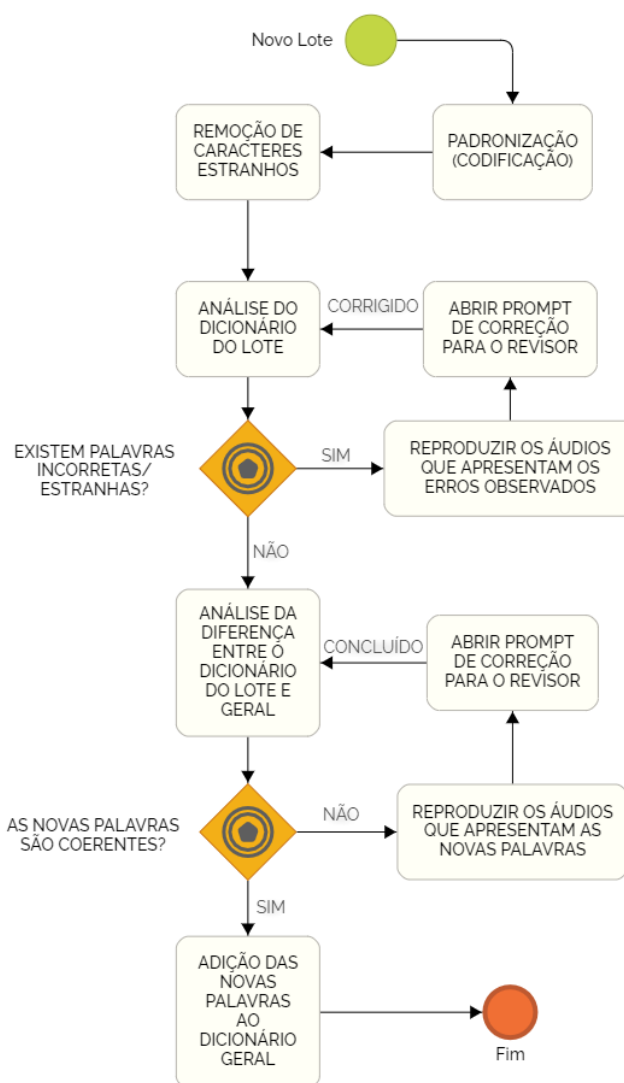 Novo Lote
PADRONIZAÇÃO
(CODIFICAÇÃO)
REMOÇÃO DE
CARACTERES
ESTRANHOS
ANÁLISE DO
DICIONÁRIO
DO LOTE
CORRIGIDO
ABRIR PROMPT
DE CORREÇÃO
PARA O REVISOR
EXISTEM PALAVRAS
INCORRETAS/
ESTRANHAS?
SIM
REPRODUZIR OS ÁUDIOS
QUE APRESENTAM OS
ERROS OBSERVADOS
NÃO
ANÁLISE DA
DIFERENÇA
ENTRE O
DICIONÁRIO
DO LOTE E
GERAL
CONCLUÍDO
ABRIR PROMPT
DE CORREÇÃO
PARA O REVISOR
AS NOVAS PALAVRAS
SÃO COERENTES?
NÃO
REPRODUZIR OS ÁUDIOS
QUE APRESENTAM AS
NOVAS PALAVRAS
SIM
ADIÇÃO DAS
NOVAS
PALAVRAS
AO
DICIONÁRIO
GERAL
Fim